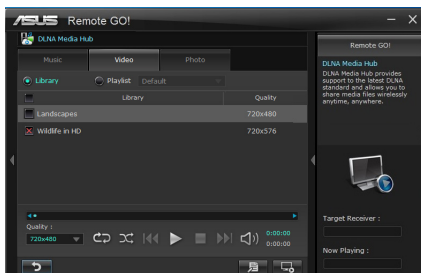 ASUS Remote GO!
DLNA Media Hub
Music Video Photo
Library Playlist Default
Library Quality
Landscapes 720x480
Wildlife in HD 720x576
Quality :
720x480
0:00:00
0:00:00
Remote GO!
DLNA Media Hub
DLNA Media Hub provides
support to the latest DLNA
standard and allows you to
share media files wirelessly
anytime, anywhere.
Target Receiver :
Now Playing :